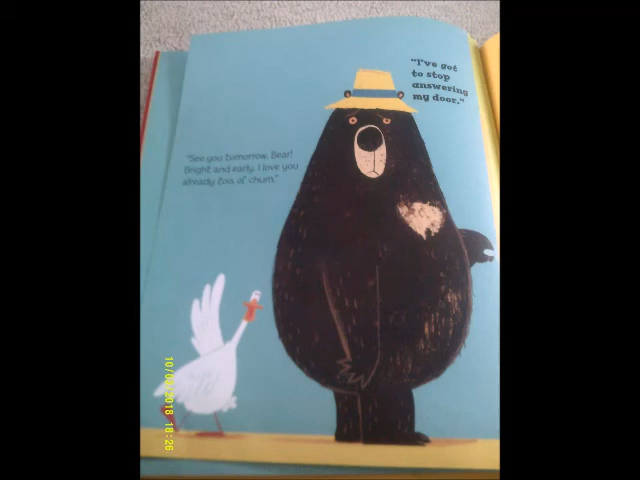 "I've got
to stop
answering
my door."
"See you tomorrow, Bear!
Bright and early. I love you
already too, ol' chum."
10/08/2018 18:26